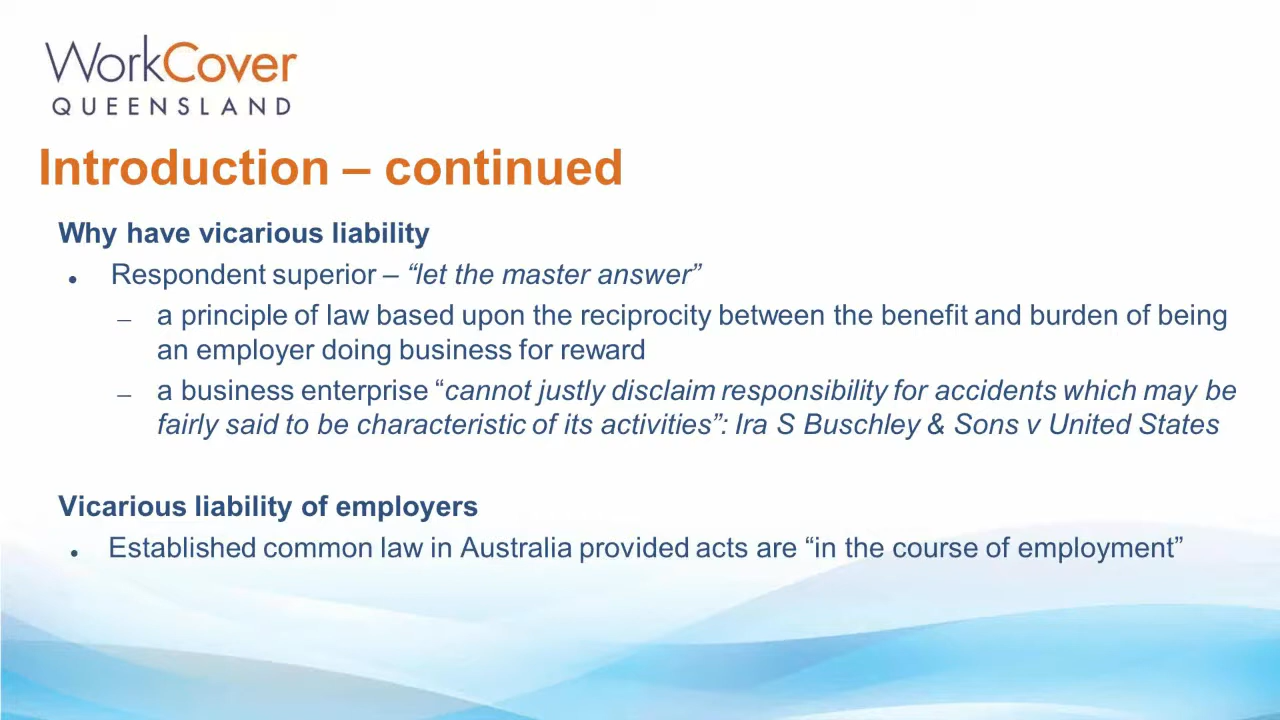 WorkCover
QUEENSLAND
Introduction – continued
Why have vicarious liability
• Respondent superior – “let the master answer”
– a principle of law based upon the reciprocity between the benefit and burden of being
an employer doing business for reward
– a business enterprise “cannot justly disclaim responsibility for accidents which may be
fairly said to be characteristic of its activities”: Ira S Buschley & Sons v United States
Vicarious liability of employers
• Established common law in Australia provided acts are “in the course of employment”